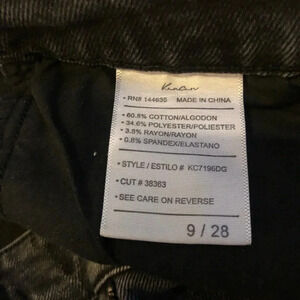 KanCan
• RN# 144635 MADE IN CHINA
• 60.8% COTTON/ALGODON
• 34.6% POLYESTER/POLIESTER
• 3.8% RAYON/RAYON
• 0.8% SPANDEX/ELASTANO
• STYLE / ESTILO # KC7196DG
• CUT # 38363
• SEE CARE ON REVERSE
9 / 28